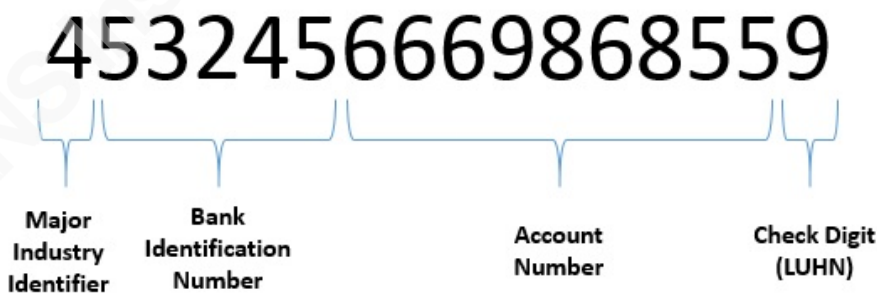 4532456669868559
Major
Industry
Identifier
Bank
Identification
Number
Account
Number
Check Digit
(LUHN)